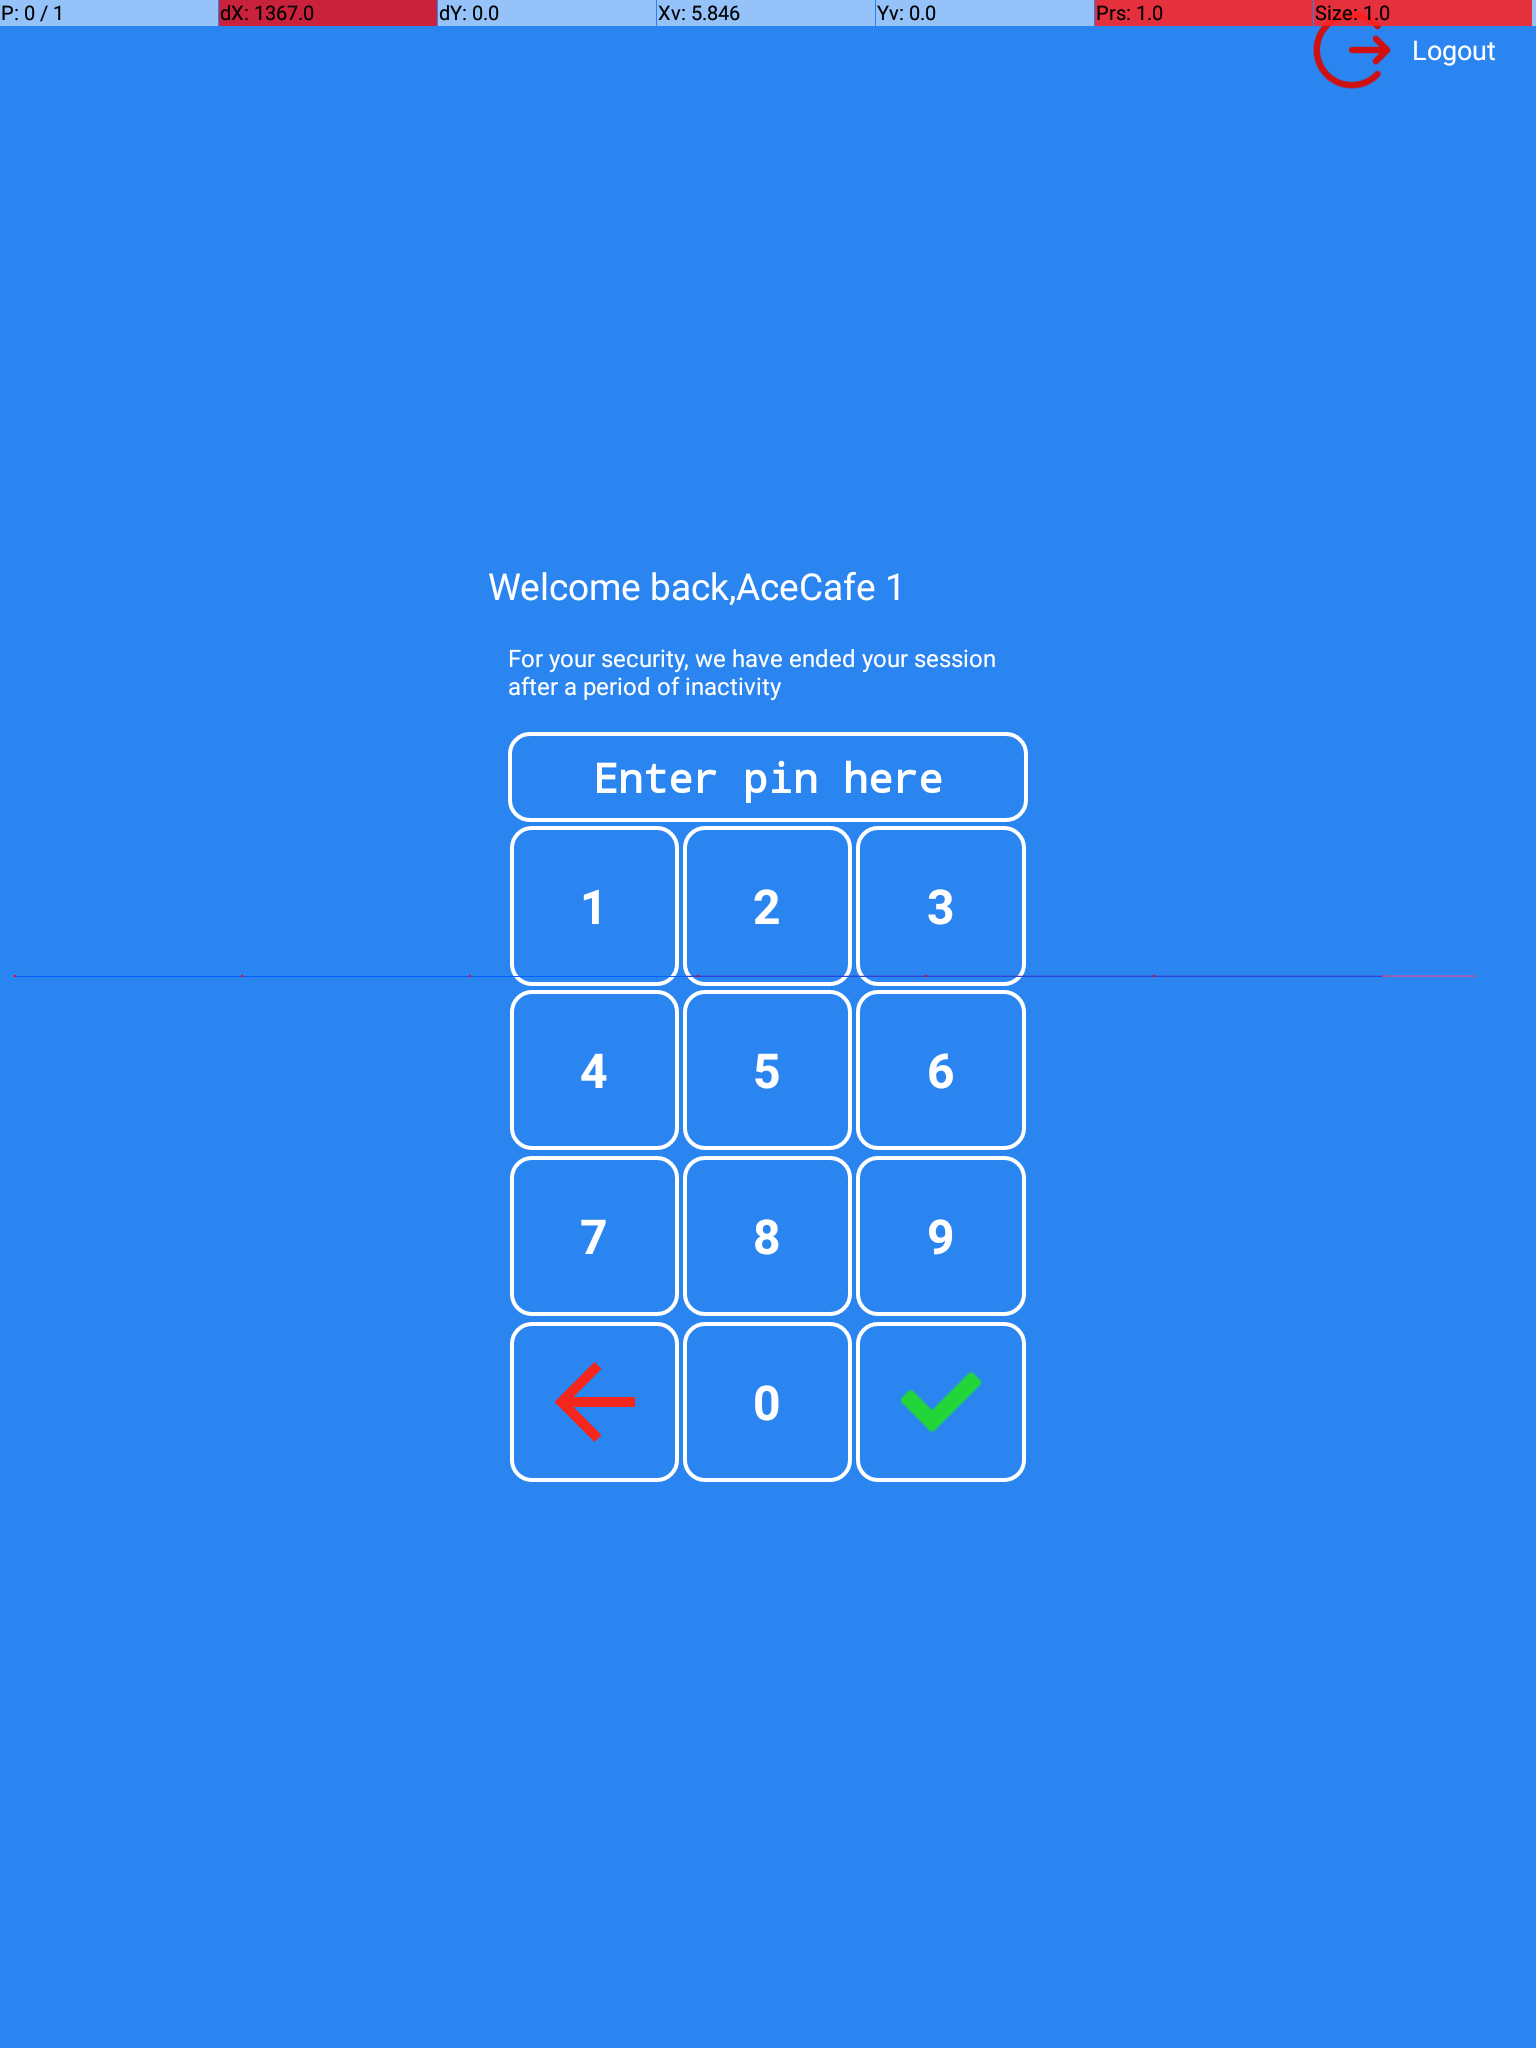 P: 0 / 1 dX: 1367.0 dY: 0.0 Xv: 5.846 Yv: 0.0 Prs: 1.0 Size: 1.0
Logout
Welcome back,AceCafe 1
For your security, we have ended your session
after a period of inactivity
Enter pin here
1 2 3
4 5 6
7 8 9
0